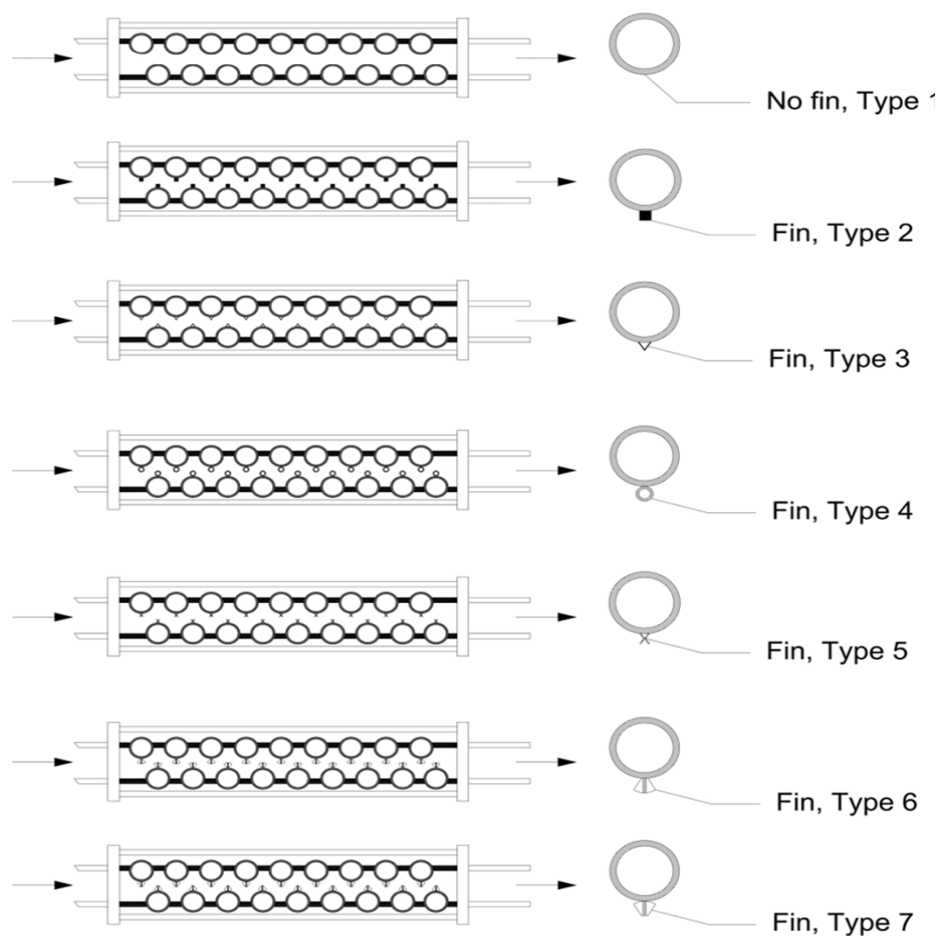 No fin, Type 1
Fin, Type 2
Fin, Type 3
Fin, Type 4
Fin, Type 5
Fin, Type 6
Fin, Type 7